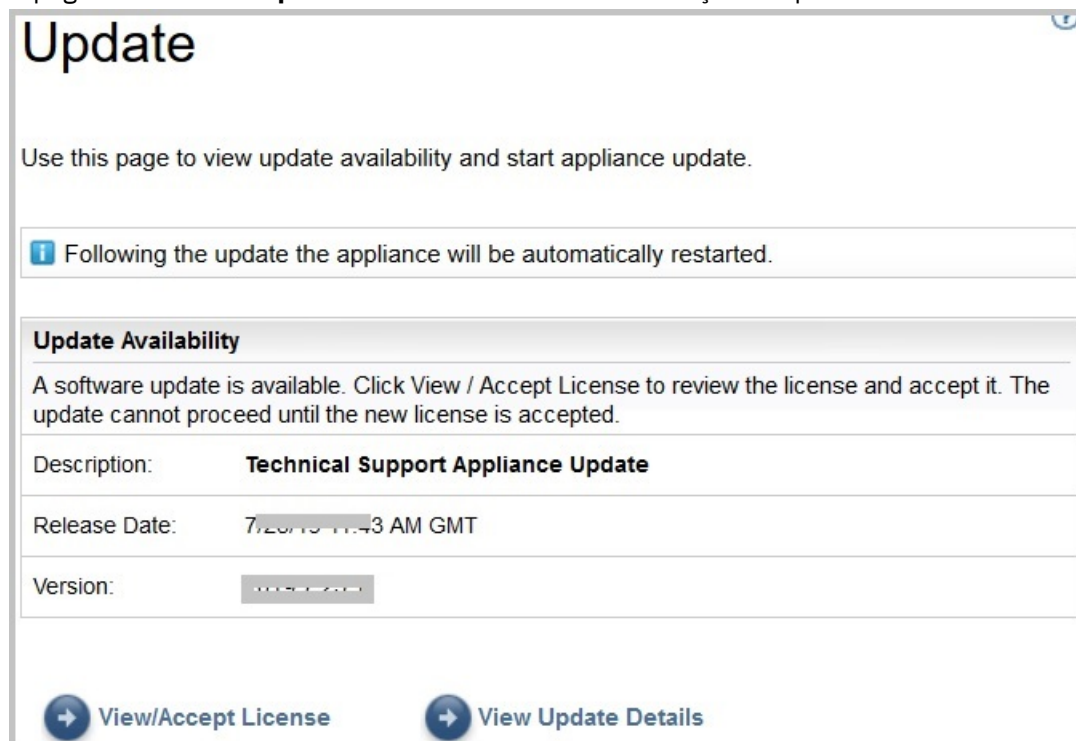 Update
Use this page to view update availability and start appliance update.
Following the update the appliance will be automatically restarted.
Update Availability
A software update is available. Click View / Accept License to review the license and accept it. The
update cannot proceed until the new license is accepted.
Description: Technical Support Appliance Update
Release Date: AM GMT
Version:
View/Accept License View Update Details